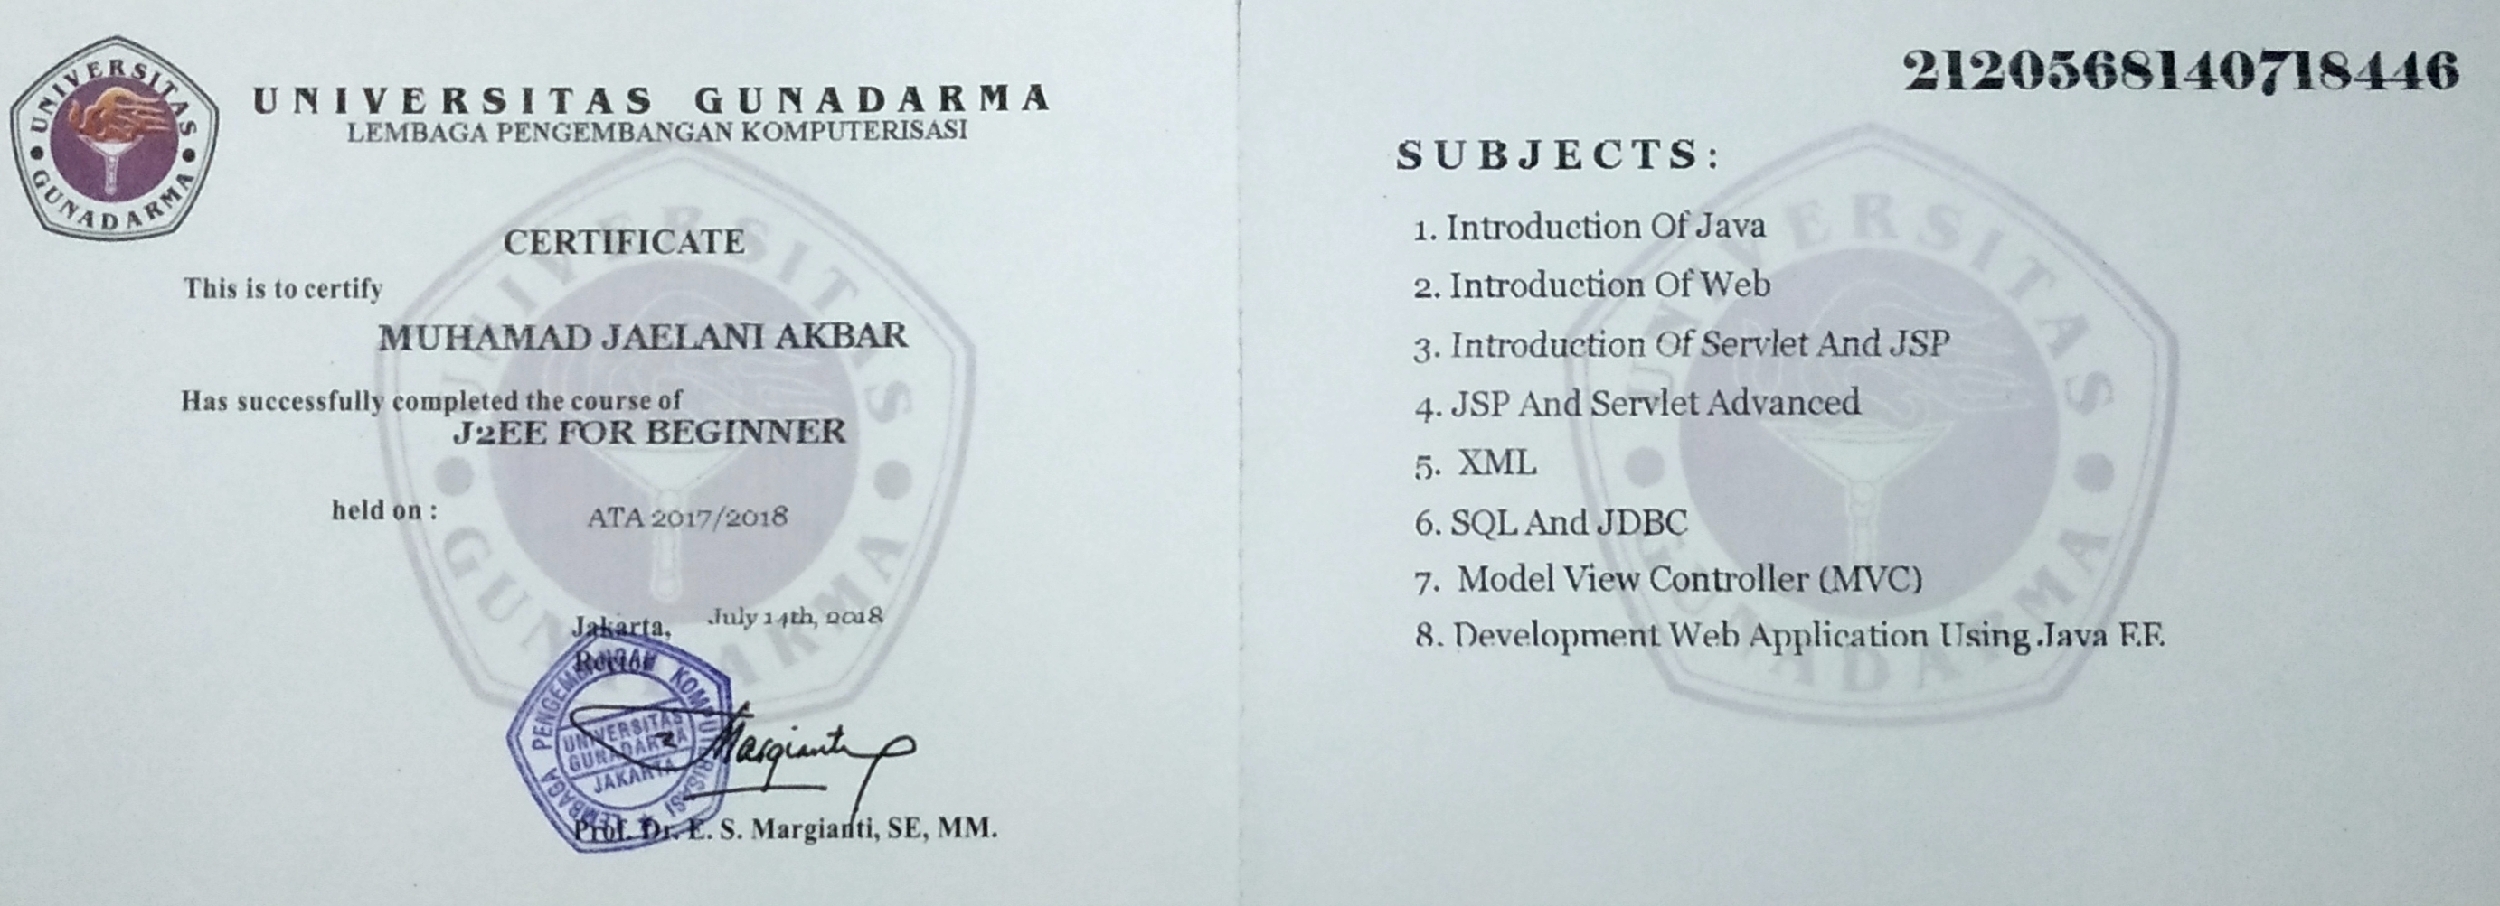 UNIVERSITAS GUNADARMA
UNIVERSITAS GUNADARMA
LEMBAGA PENGEMBANGAN KOMPUTERISASI
CERTIFICATE
This is to certify
MUHAMAD JAELANI AKBAR
Has successfully completed the course of
J2EE FOR BEGINNER
held on :
ATA 2017/2018
Jakarta, July 14th, 2018
Rector
LEMBAGA PENGEMBANGAN KOMPUTERISASI
UNIVERSITAS
GUNADARMA
JAKARTA
Margianti
Prof. Dr. E. S. Margianti, SE, MM.
UNIVERSITAS GUNADARMA
2120568140718446
SUBJECTS:
1. Introduction Of Java
2. Introduction Of Web
3. Introduction Of Servlet And JSP
4. JSP And Servlet Advanced
5. XML
6. SQL And JDBC
7. Model View Controller (MVC)
8. Development Web Application Using Java E.E.
UNIVERSITAS GUNADARMA